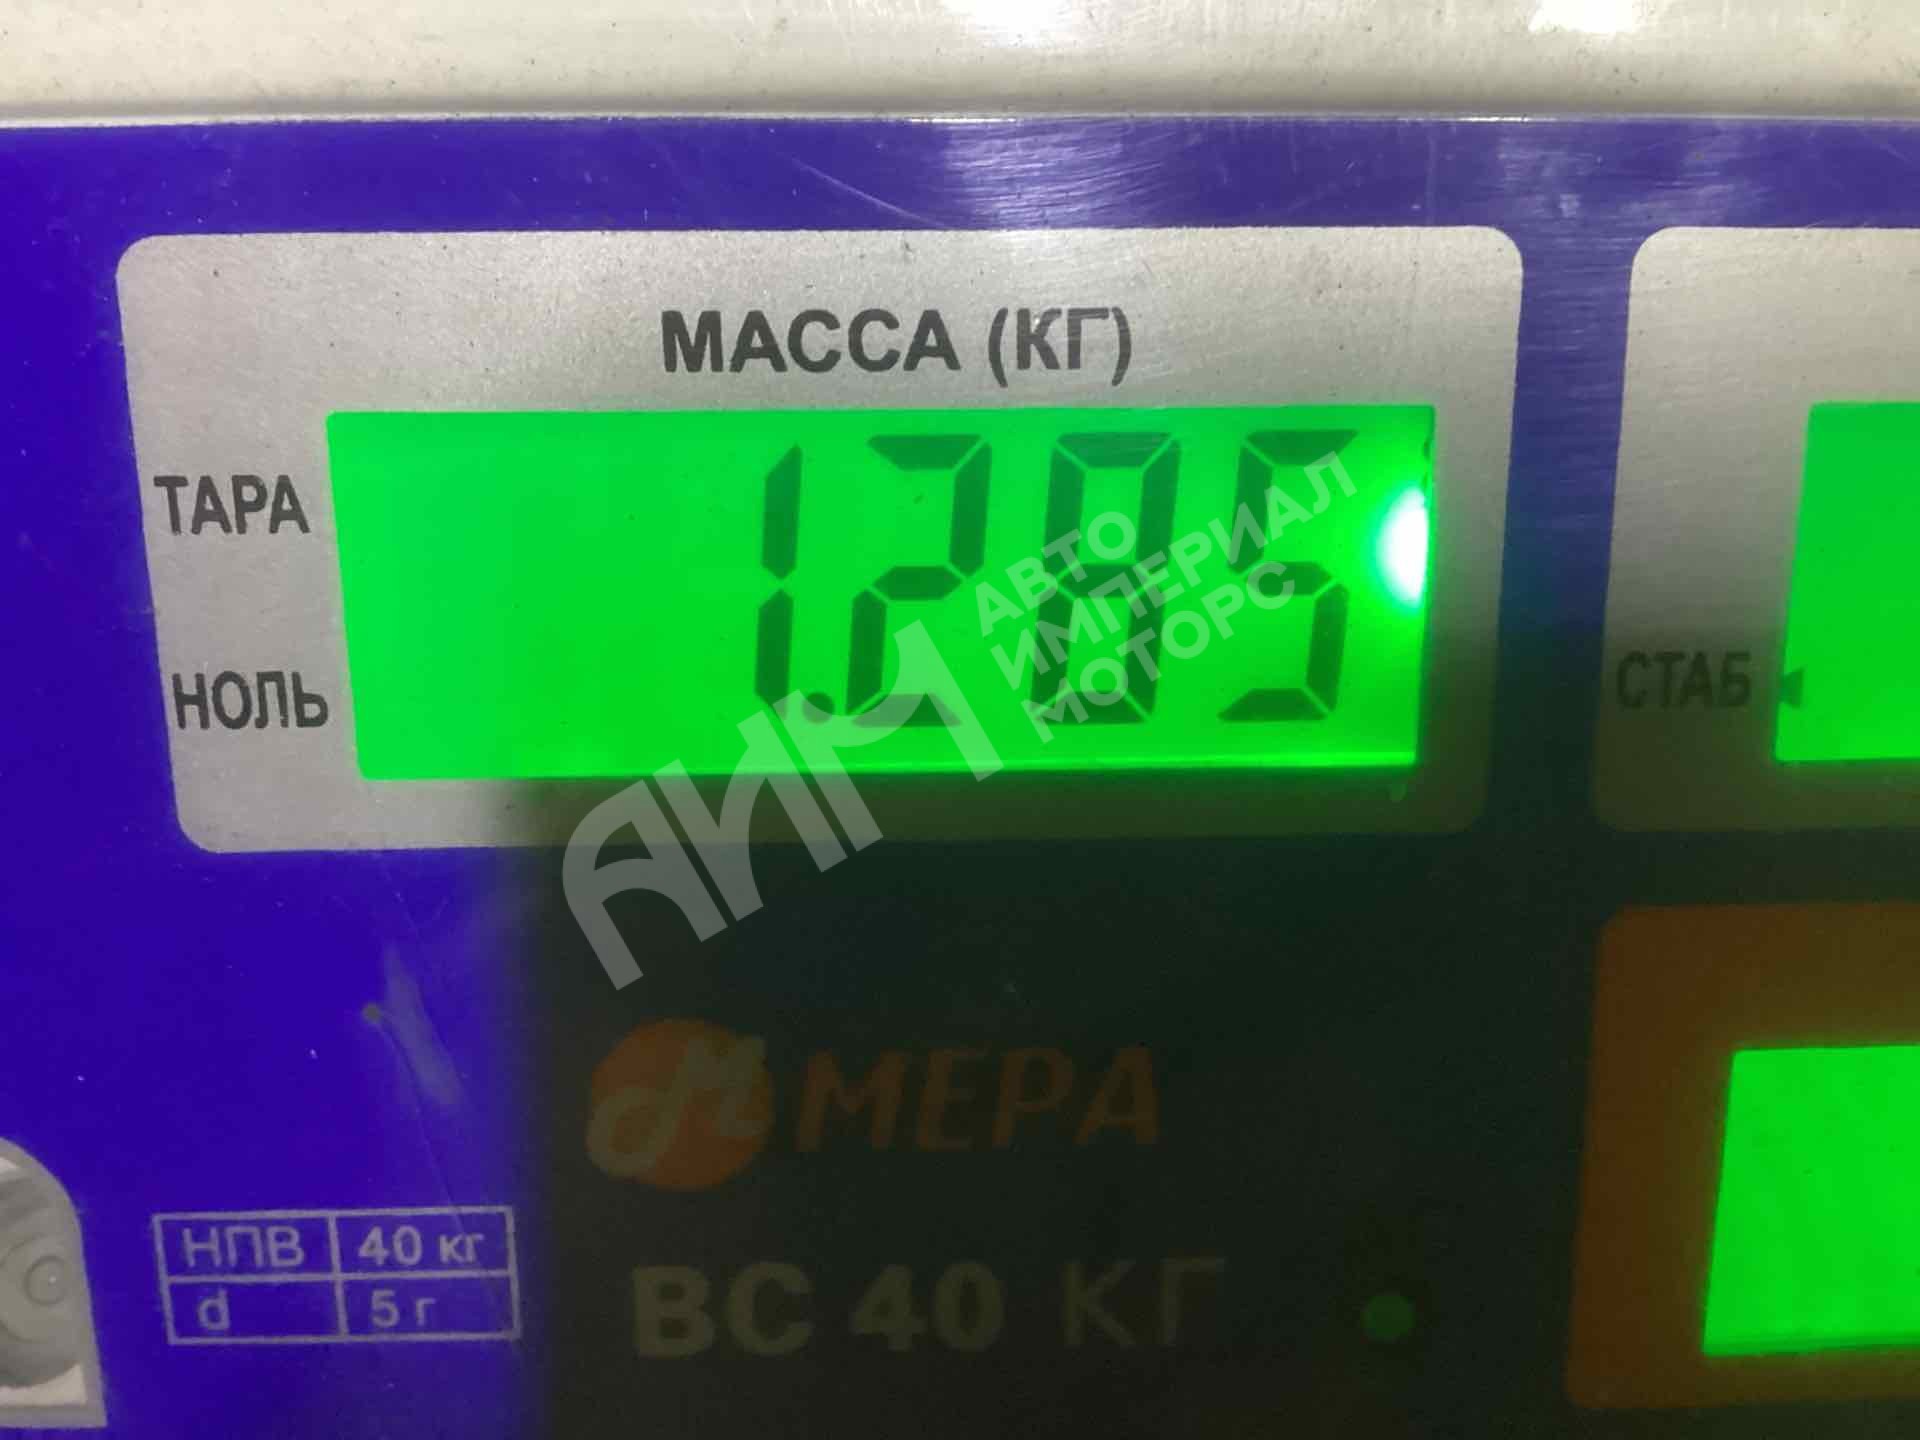 МАССА (КГ)
ТАРА
1.285
НОЛЬ
СТАБ
АИМ
АВТО
ИМПЕРИАЛ
МОТОРС
М МЕРА
НПВ 40 кг
d 5 г
ВС 40 КГ